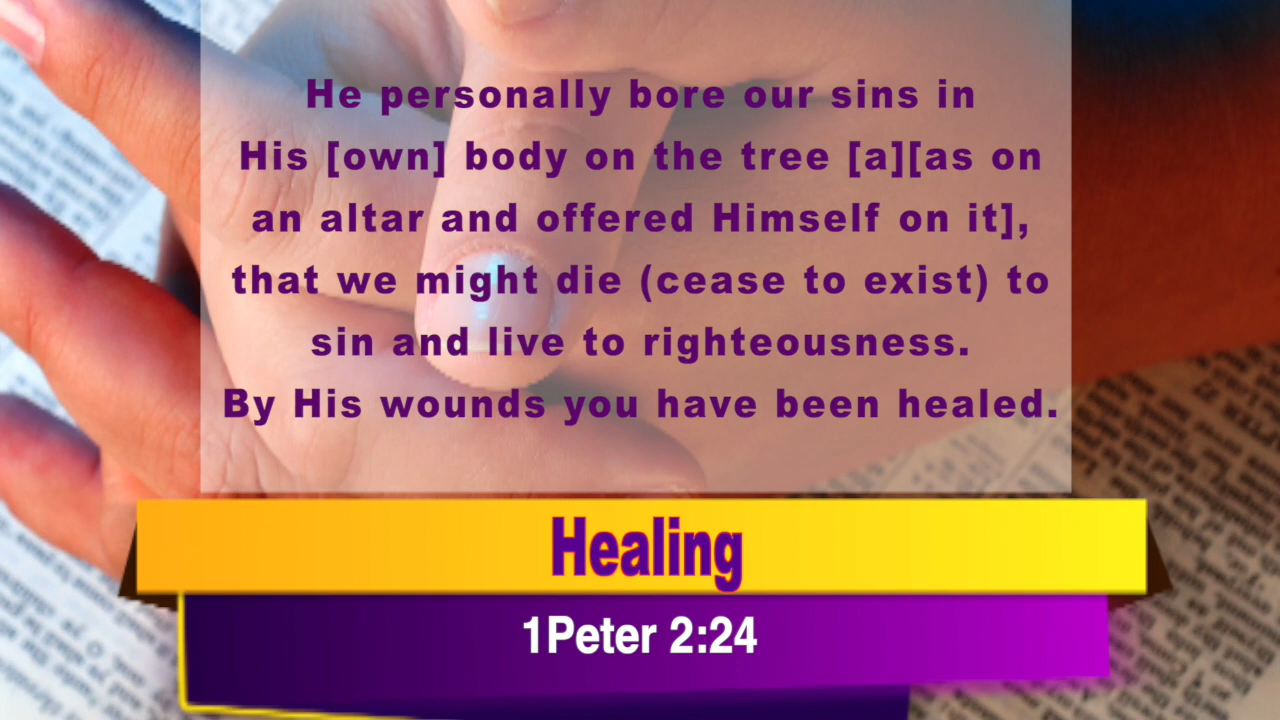 He personally bore our sins in
His [own] body on the tree [a][as on
an altar and offered Himself on it],
that we might die (cease to exist) to
sin and live to righteousness.
By His wounds you have been healed.
Healing
1Peter 2:24